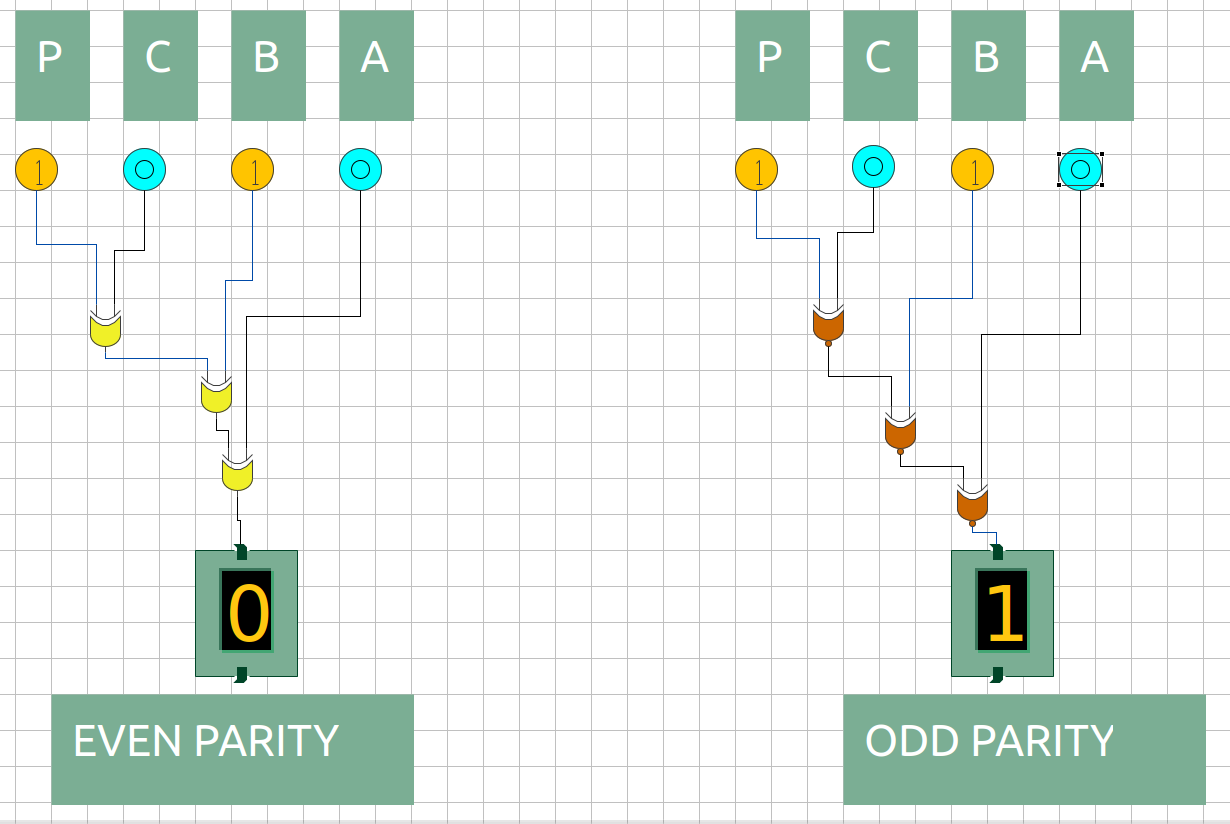 P C B A P C B A
1 0 1 0 1 0 1 0
0 1
EVEN PARITY ODD PARITY